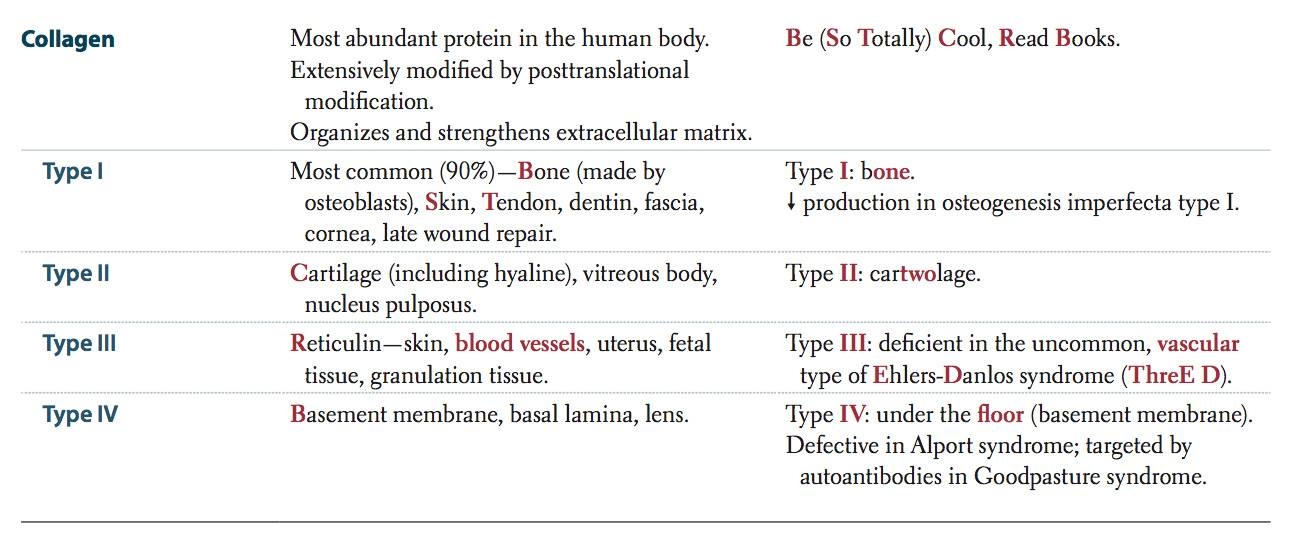 Collagen
Most abundant protein in the human body.
Extensively modified by posttranslational
modification.
Organizes and strengthens extracellular matrix.
Be (So Totally) Cool, Read Books.
Type I
Most common (90%)—Bone (made by
osteoblasts), Skin, Tendon, dentin, fascia,
cornea, late wound repair.
Type I: bone.
↓ production in osteogenesis imperfecta type I.
Type II
Cartilage (including hyaline), vitreous body,
nucleus pulposus.
Type II: cartwolage.
Type III
Reticulin—skin, blood vessels, uterus, fetal
tissue, granulation tissue.
Type III: deficient in the uncommon, vascular
type of Ehlers-Danlos syndrome (ThreE D).
Type IV
Basement membrane, basal lamina, lens.
Type IV: under the floor (basement membrane).
Defective in Alport syndrome; targeted by
autoantibodies in Goodpasture syndrome.